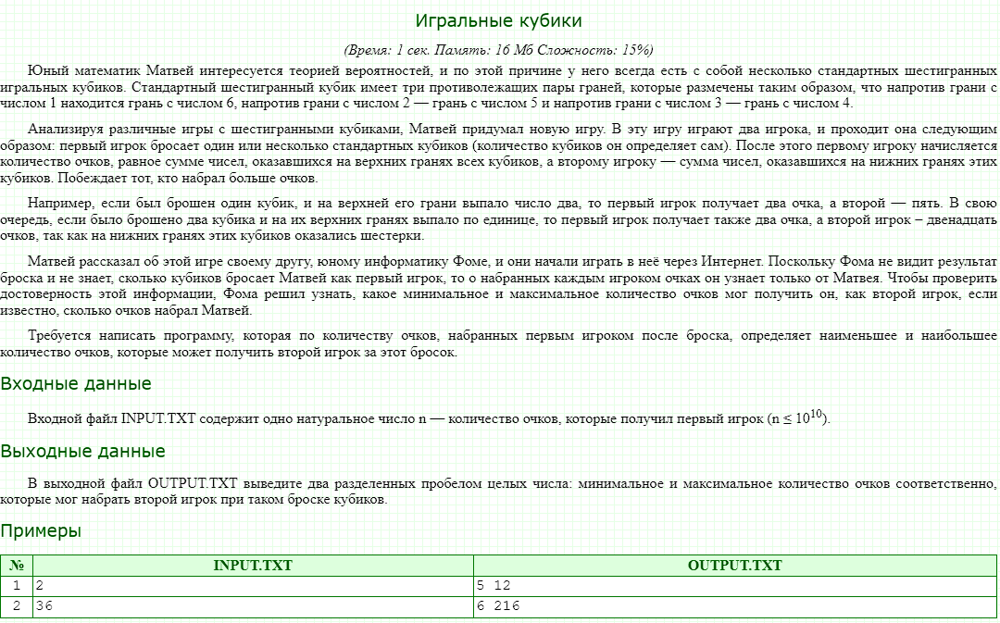 Игральные кубики
(Время: 1 сек. Память: 16 Мб Сложность: 15%)
Юный математик Матвей интересуется теорией вероятностей, и по этой причине у него всегда есть с собой несколько стандартных шестигранных
игральных кубиков. Стандартный шестигранный кубик имеет три противолежащих пары граней, которые размечены таким образом, что напротив грани с
числом 1 находится грань с числом 6, напротив грани с числом 2 — грань с числом 5 и напротив грани с числом 3 — грань с числом 4.
Анализируя различные игры с шестигранными кубиками, Матвей придумал новую игру. В эту игру играют два игрока, и проходит она следующим
образом: первый игрок бросает один или несколько стандартных кубиков (количество кубиков он определяет сам). После этого первому игроку начисляется
количество очков, равное сумме чисел, оказавшихся на верхних гранях всех кубиков, а второму игроку — сумма чисел, оказавшихся на нижних гранях этих
кубиков. Побеждает тот, кто набрал больше очков.
Например, если был брошен один кубик, и на верхней его грани выпало число два, то первый игрок получает два очка, а второй — пять. В свою
очередь, если было брошено два кубика и на их верхних гранях выпало по единице, то первый игрок получает также два очка, а второй игрок – двенадцать
очков, так как на нижних гранях этих кубиков оказались шестерки.
Матвей рассказал об этой игре своему другу, юному информатику Фоме, и они начали играть в неё через Интернет. Поскольку Фома не видит результат
броска и не знает, сколько кубиков бросает Матвей как первый игрок, то о набранных каждым игроком очках он узнает только от Матвея. Чтобы проверить
достоверность этой информации, Фома решил узнать, какое минимальное и максимальное количество очков мог получить он, как второй игрок, если
известно, сколько очков набрал Матвей.
Требуется написать программу, которая по количеству очков, набранных первым игроком после броска, определяет наименьшее и наибольшее
количество очков, которые может получить второй игрок за этот бросок.
Входные данные
Входной файл INPUT.TXT содержит одно натуральное число n — количество очков, которые получил первый игрок (n ≤ 10¹⁰).
Выходные данные
В выходной файл OUTPUT.TXT выведите два разделенных пробелом целых числа: минимальное и максимальное количество очков соответственно,
которые мог набрать второй игрок при таком броске кубиков.
Примеры
№ INPUT.TXT OUTPUT.TXT
1 2 5 12
2 36 6 216